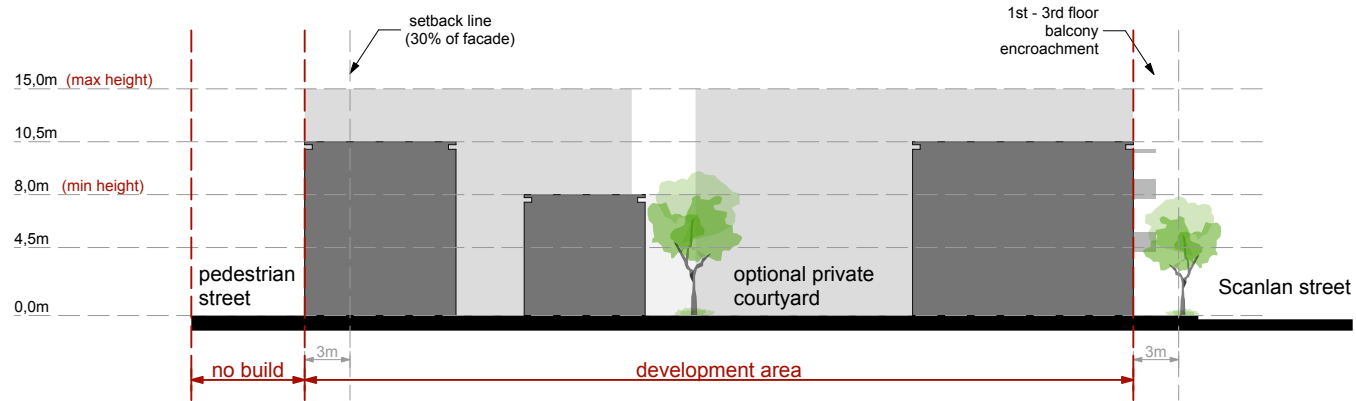 setback line
(30% of facade)
1st - 3rd floor
balcony
encroachment
15,0m (max height)
10,5m
8,0m (min height)
4,5m
pedestrian
street
optional private
courtyard
Scanlan street
0,0m
3m
3m
no build
development area